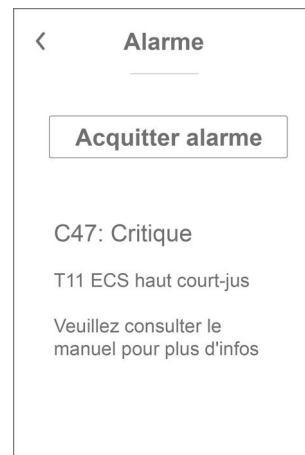 Alarme
Acquitter alarme
C47: Critique
T11 ECS haut court-jus
Veuillez consulter le
manuel pour plus d'infos